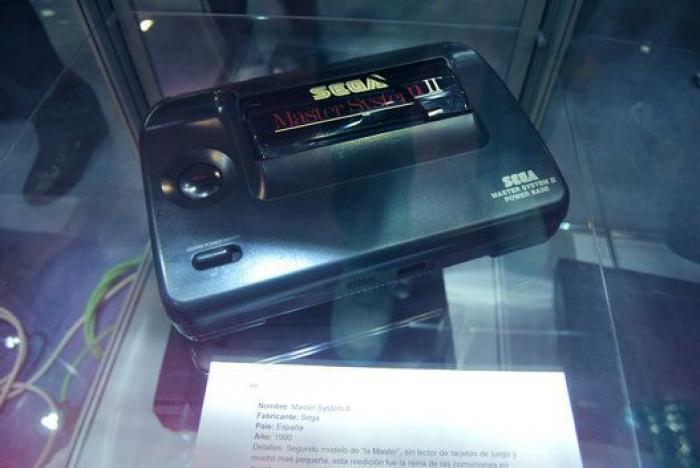 SEGA
Master System II
SEGA
MASTER SYSTEM II
POWER BASE
Nombre: Master System II
Fabricante: Sega
País: España
Año: 1990
Detalles: Segundo modelo de "la Master", sin lector de tarjetas de juego y
mucho mas pequeña, esta reedición fue la reina de las comuniones en